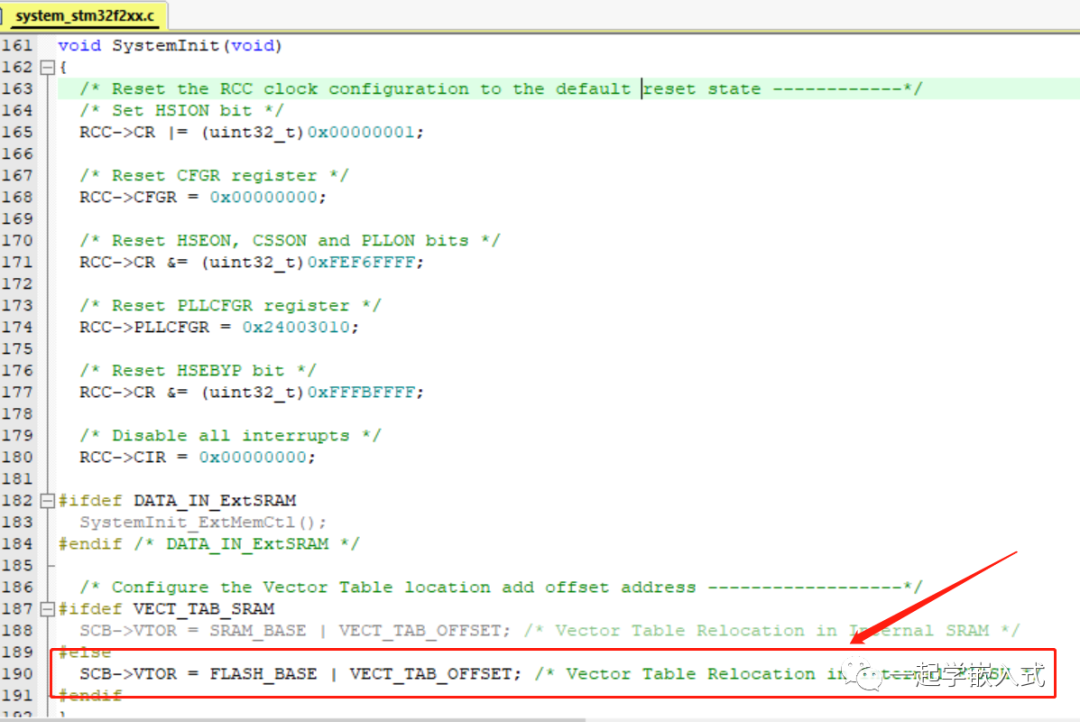 system_stm32f2xx.c
161 void SystemInit(void)
162 {
163 /* Reset the RCC clock configuration to the default reset state ------------*/
164 /* Set HSION bit */
165 RCC->CR |= (uint32_t)0x00000001;
166
167 /* Reset CFGR register */
168 RCC->CFGR = 0x00000000;
169
170 /* Reset HSEON, CSSON and PLLON bits */
171 RCC->CR &= (uint32_t)0xFEF6FFFF;
172
173 /* Reset PLLCFGR register */
174 RCC->PLLCFGR = 0x24003010;
175
176 /* Reset HSEBYP bit */
177 RCC->CR &= (uint32_t)0xFFFBFFFF;
178
179 /* Disable all interrupts */
180 RCC->CIR = 0x00000000;
181
182 #ifdef DATA_IN_ExtSRAM
183 SystemInit_ExtMemCtl();
184 #endif /* DATA_IN_ExtSRAM */
185
186 /* Configure the Vector Table location add offset address ------------------*/
187 #ifdef VECT_TAB_SRAM
188 SCB->VTOR = SRAM_BASE | VECT_TAB_OFFSET; /* Vector Table Relocation in Internal SRAM */
189 #else
190 SCB->VTOR = FLASH_BASE | VECT_TAB_OFFSET; /* Vector Table Relocation in
一起学嵌入式
191 #endif
192 }